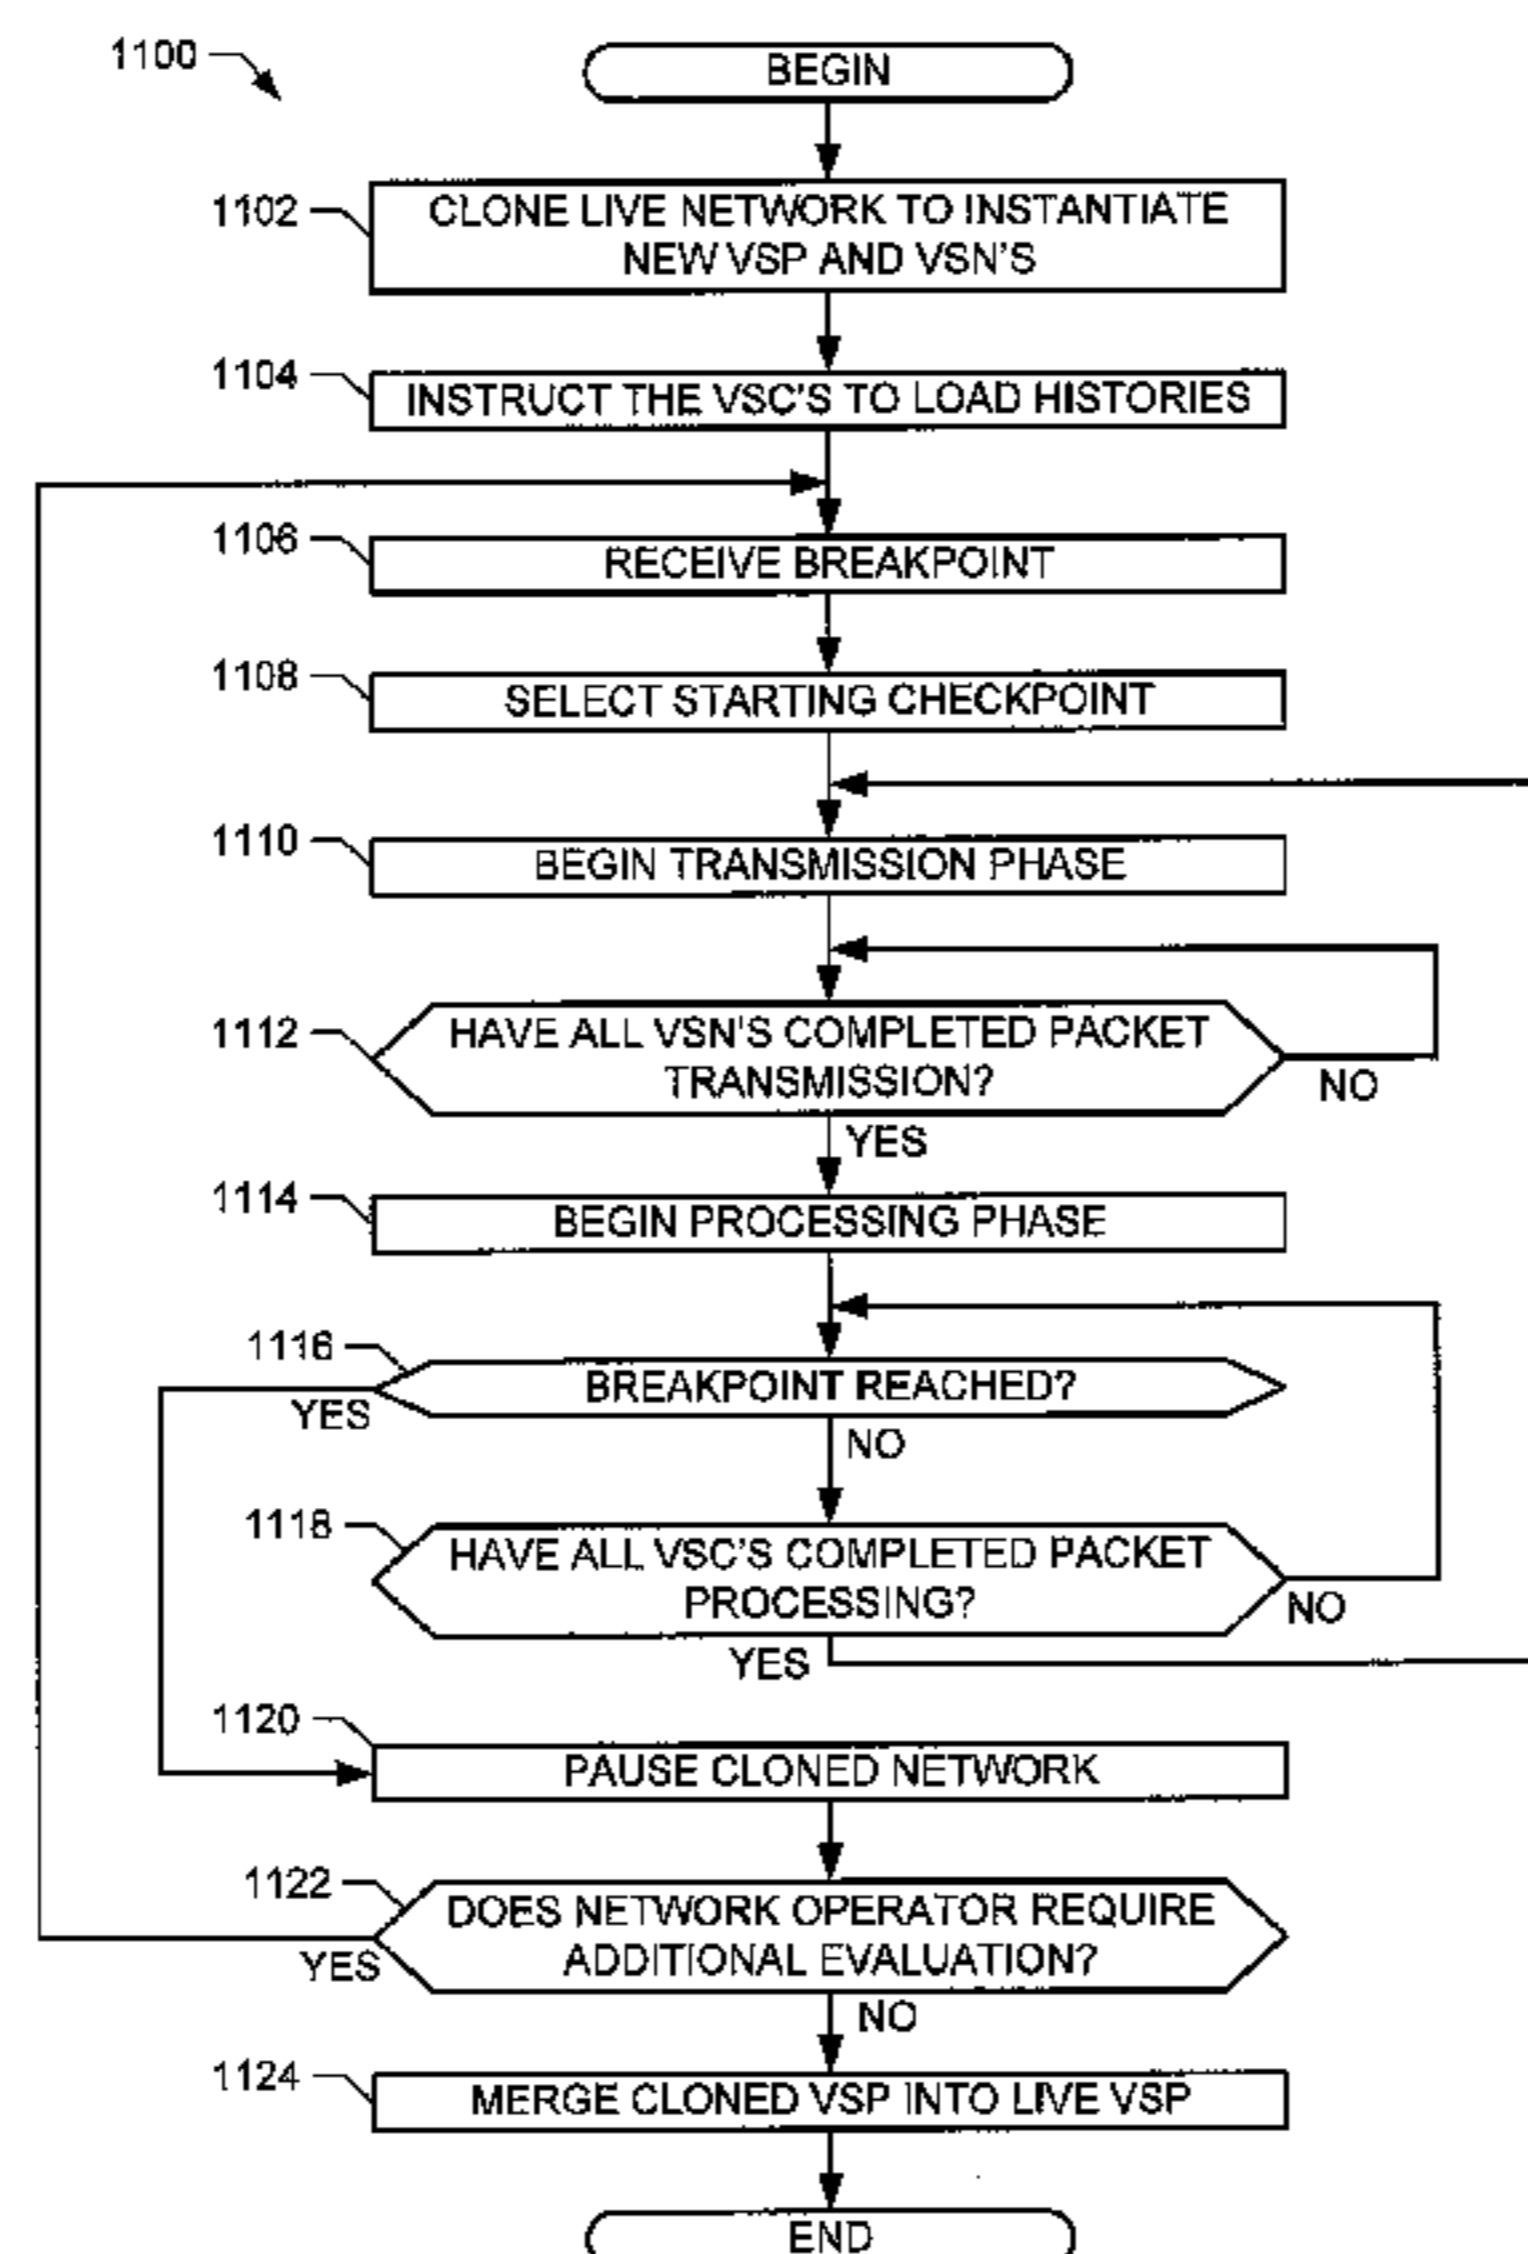 1100
BEGIN
1102
CLONE LIVE NETWORK TO INSTANTIATE
NEW VSP AND VSN'S
1104
INSTRUCT THE VSC'S TO LOAD HISTORIES
1106
RECEIVE BREAKPOINT
1108
SELECT STARTING CHECKPOINT
1110
BEGIN TRANSMISSION PHASE
1112
HAVE ALL VSN'S COMPLETED PACKET
TRANSMISSION?
NO
YES
1114
BEGIN PROCESSING PHASE
1116
BREAKPOINT REACHED?
YES
NO
1118
HAVE ALL VSC'S COMPLETED PACKET
PROCESSING?
NO
YES
1120
PAUSE CLONED NETWORK
1122
DOES NETWORK OPERATOR REQUIRE
ADDITIONAL EVALUATION?
YES
NO
1124
MERGE CLONED VSP INTO LIVE VSP
END